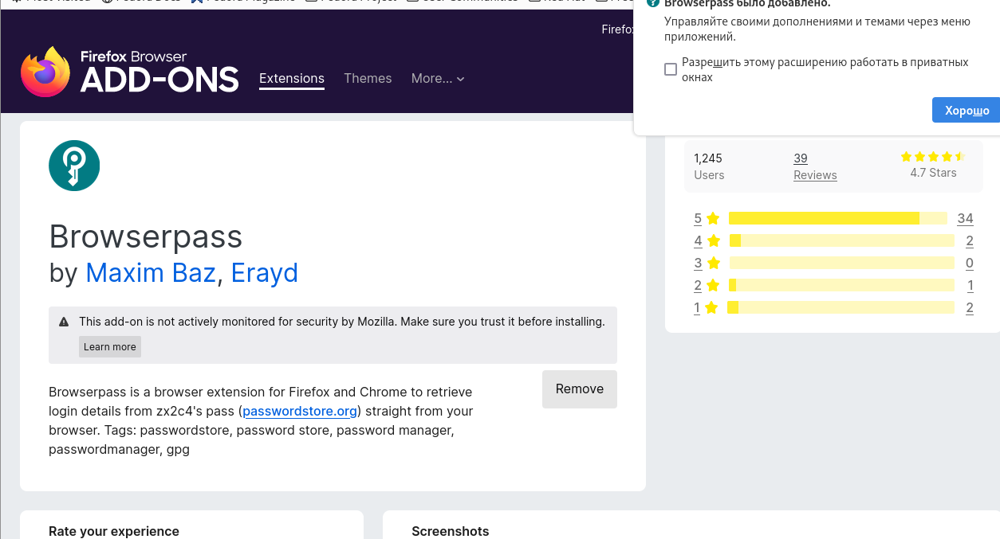 Browserpass было добавлено.
Управляйте своими дополнениями и темами через меню
приложений.
Разрешить этому расширению работать в приватных
окнах
Хорошо
Firefox Browser
ADD-ONS
Extensions
Themes
More...
Browserpass
by Maxim Baz, Erayd
This add-on is not actively monitored for security by Mozilla. Make sure you trust it before installing.
Learn more
Browserpass is a browser extension for Firefox and Chrome to retrieve
login details from zx2c4's pass (passwordstore.org) straight from your
browser. Tags: passwordstore, password store, password manager,
passwordmanager, gpg
Remove
1,245
Users
39
Reviews
4.7 Stars
5 34
4 2
3 0
2 1
1 2
Rate your experience
Screenshots